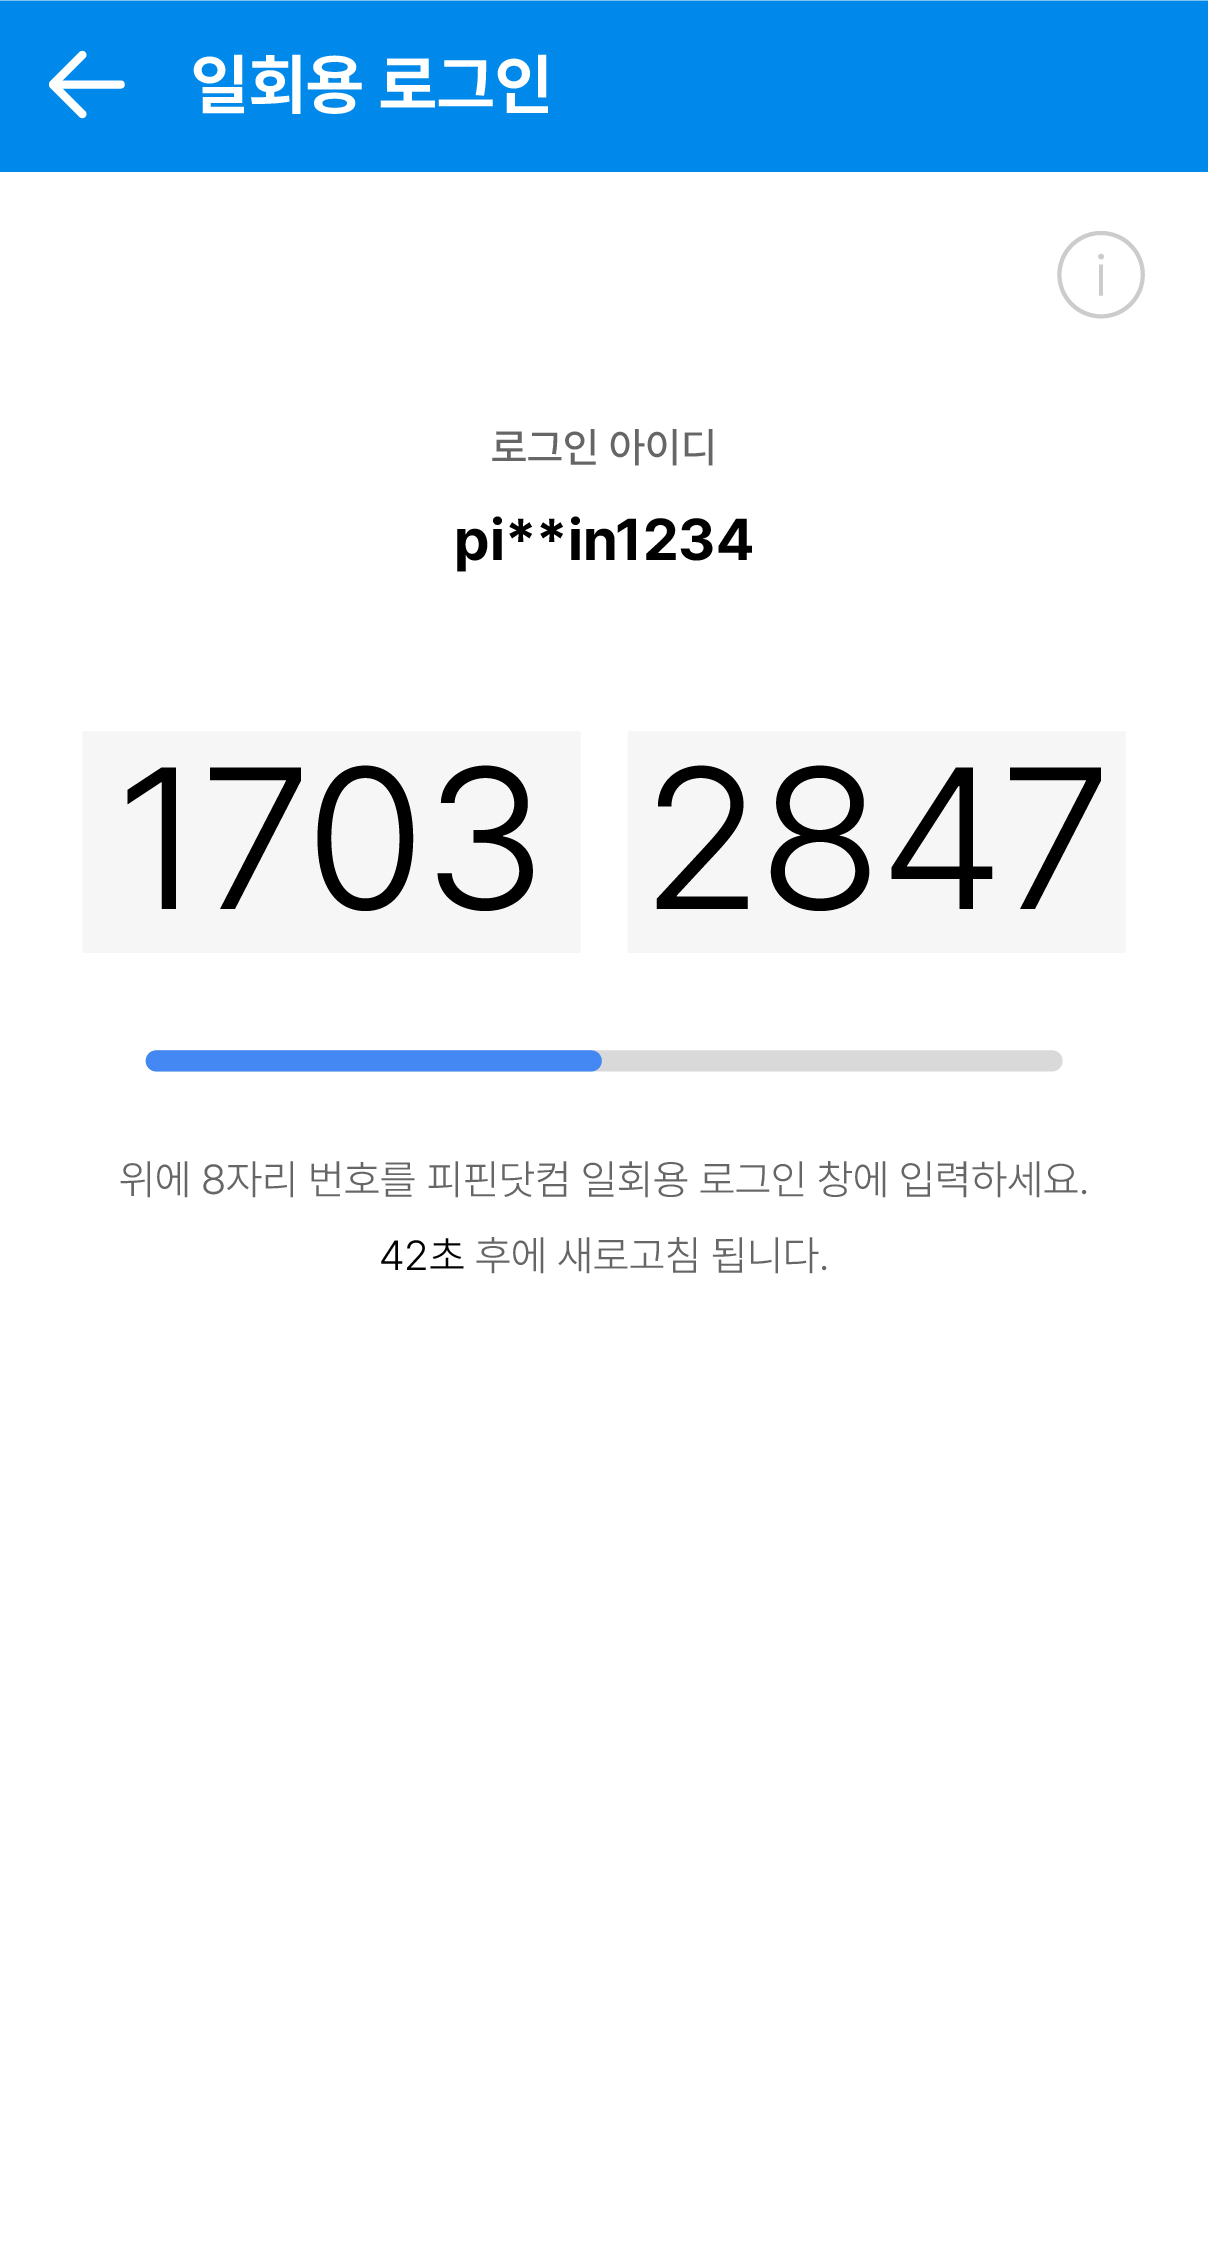 일회용 로그인
i
로그인 아이디
pi**in1234
1703 2847
위에 8자리 번호를 피핀닷컴 일회용 로그인 창에 입력하세요.
42초 후에 새로고침 됩니다.